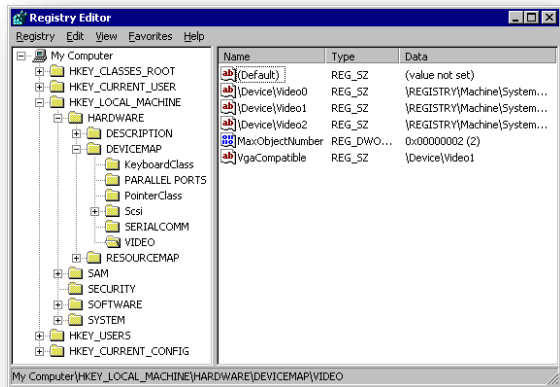 Registry Editor
Registry Edit View Favorites Help
My Computer
HKEY_CLASSES_ROOT
HKEY_CURRENT_USER
HKEY_LOCAL_MACHINE
HARDWARE
DESCRIPTION
DEVICEMAP
KeyboardClass
PARALLEL PORTS
PointerClass
Scsi
SERIALCOMM
VIDEO
RESOURCEMAP
SAM
SECURITY
SOFTWARE
SYSTEM
HKEY_USERS
HKEY_CURRENT_CONFIG
Name Type Data
(Default) REG_SZ (value not set)
\Device\Video0 REG_SZ \REGISTRY\Machine\System...
\Device\Video1 REG_SZ \REGISTRY\Machine\System...
\Device\Video2 REG_SZ \REGISTRY\Machine\System...
MaxObjectNumber REG_DWO... 0x00000002 (2)
VgaCompatible REG_SZ \Device\Video1
My Computer\HKEY_LOCAL_MACHINE\HARDWARE\DEVICEMAP\VIDEO